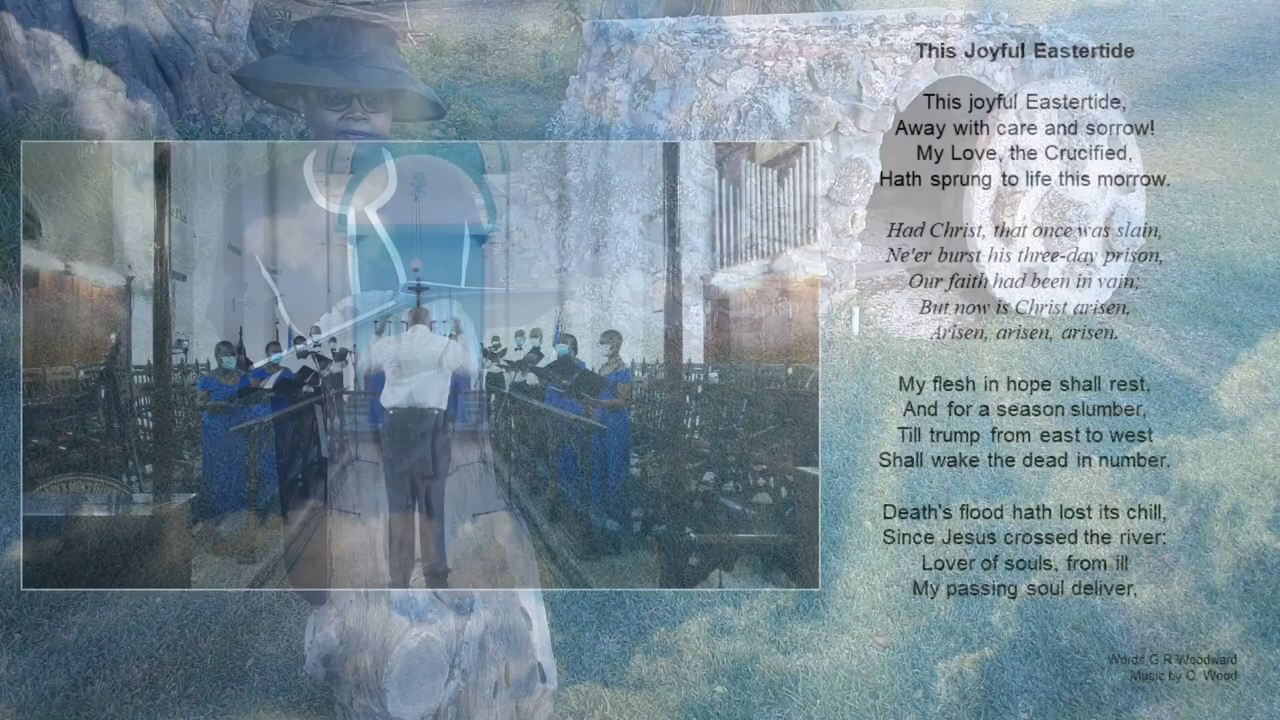 This Joyful Eastertide
This joyful Eastertide,
Away with care and sorrow!
My Love, the Crucified,
Hath sprung to life this morrow.
Had Christ, that once was slain,
Ne'er burst his three-day prison,
Our faith had been in vain;
But now is Christ arisen,
Arisen, arisen, arisen.
My flesh in hope shall rest,
And for a season slumber,
Till trump from east to west
Shall wake the dead in number.
Death's flood hath lost its chill,
Since Jesus crossed the river:
Lover of souls, from ill
My passing soul deliver,
Words G R Woodward
Music by C. Wood